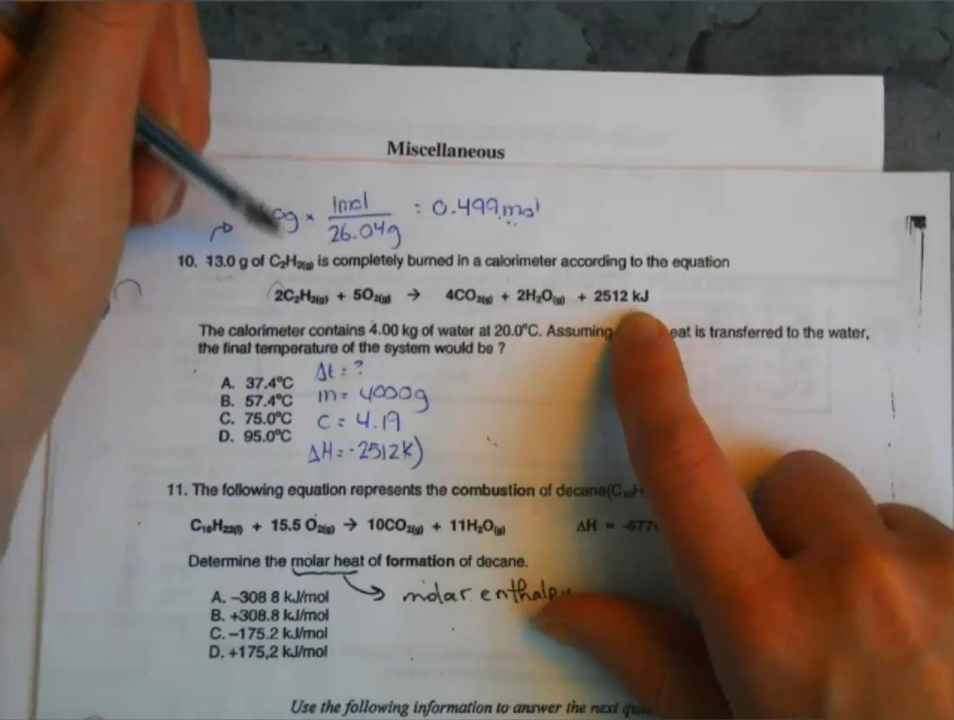 Miscellaneous
g × 1mol / 26.04g = 0.499 mol
10. 13.0 g of C₂H₂₍g₎ is completely burned in a calorimeter according to the equation
2C₂H₂₍g₎ + 5O₂₍g₎ → 4CO₂₍g₎ + 2H₂O₍g₎ + 2512 kJ
The calorimeter contains 4.00 kg of water at 20.0°C. Assuming eat is transferred to the water,
the final temperature of the system would be ?
Δt = ?
A. 37.4°C
m = 4000g
B. 57.4°C
c = 4.19
C. 75.0°C
D. 95.0°C
ΔH = -2512kJ
11. The following equation represents the combustion of decane(C₁₀H
C₁₀H₂₂₍l₎ + 15.5 O₂₍g₎ → 10CO₂₍g₎ + 11H₂O₍g₎ ΔH = -677
Determine the molar heat of formation of decane.
molar enthalp
A. –308 8 kJ/mol
B. +308.8 kJ/mol
C. –175.2 kJ/mol
D. +175,2 kJ/mol
Use the following information to answer the next qu